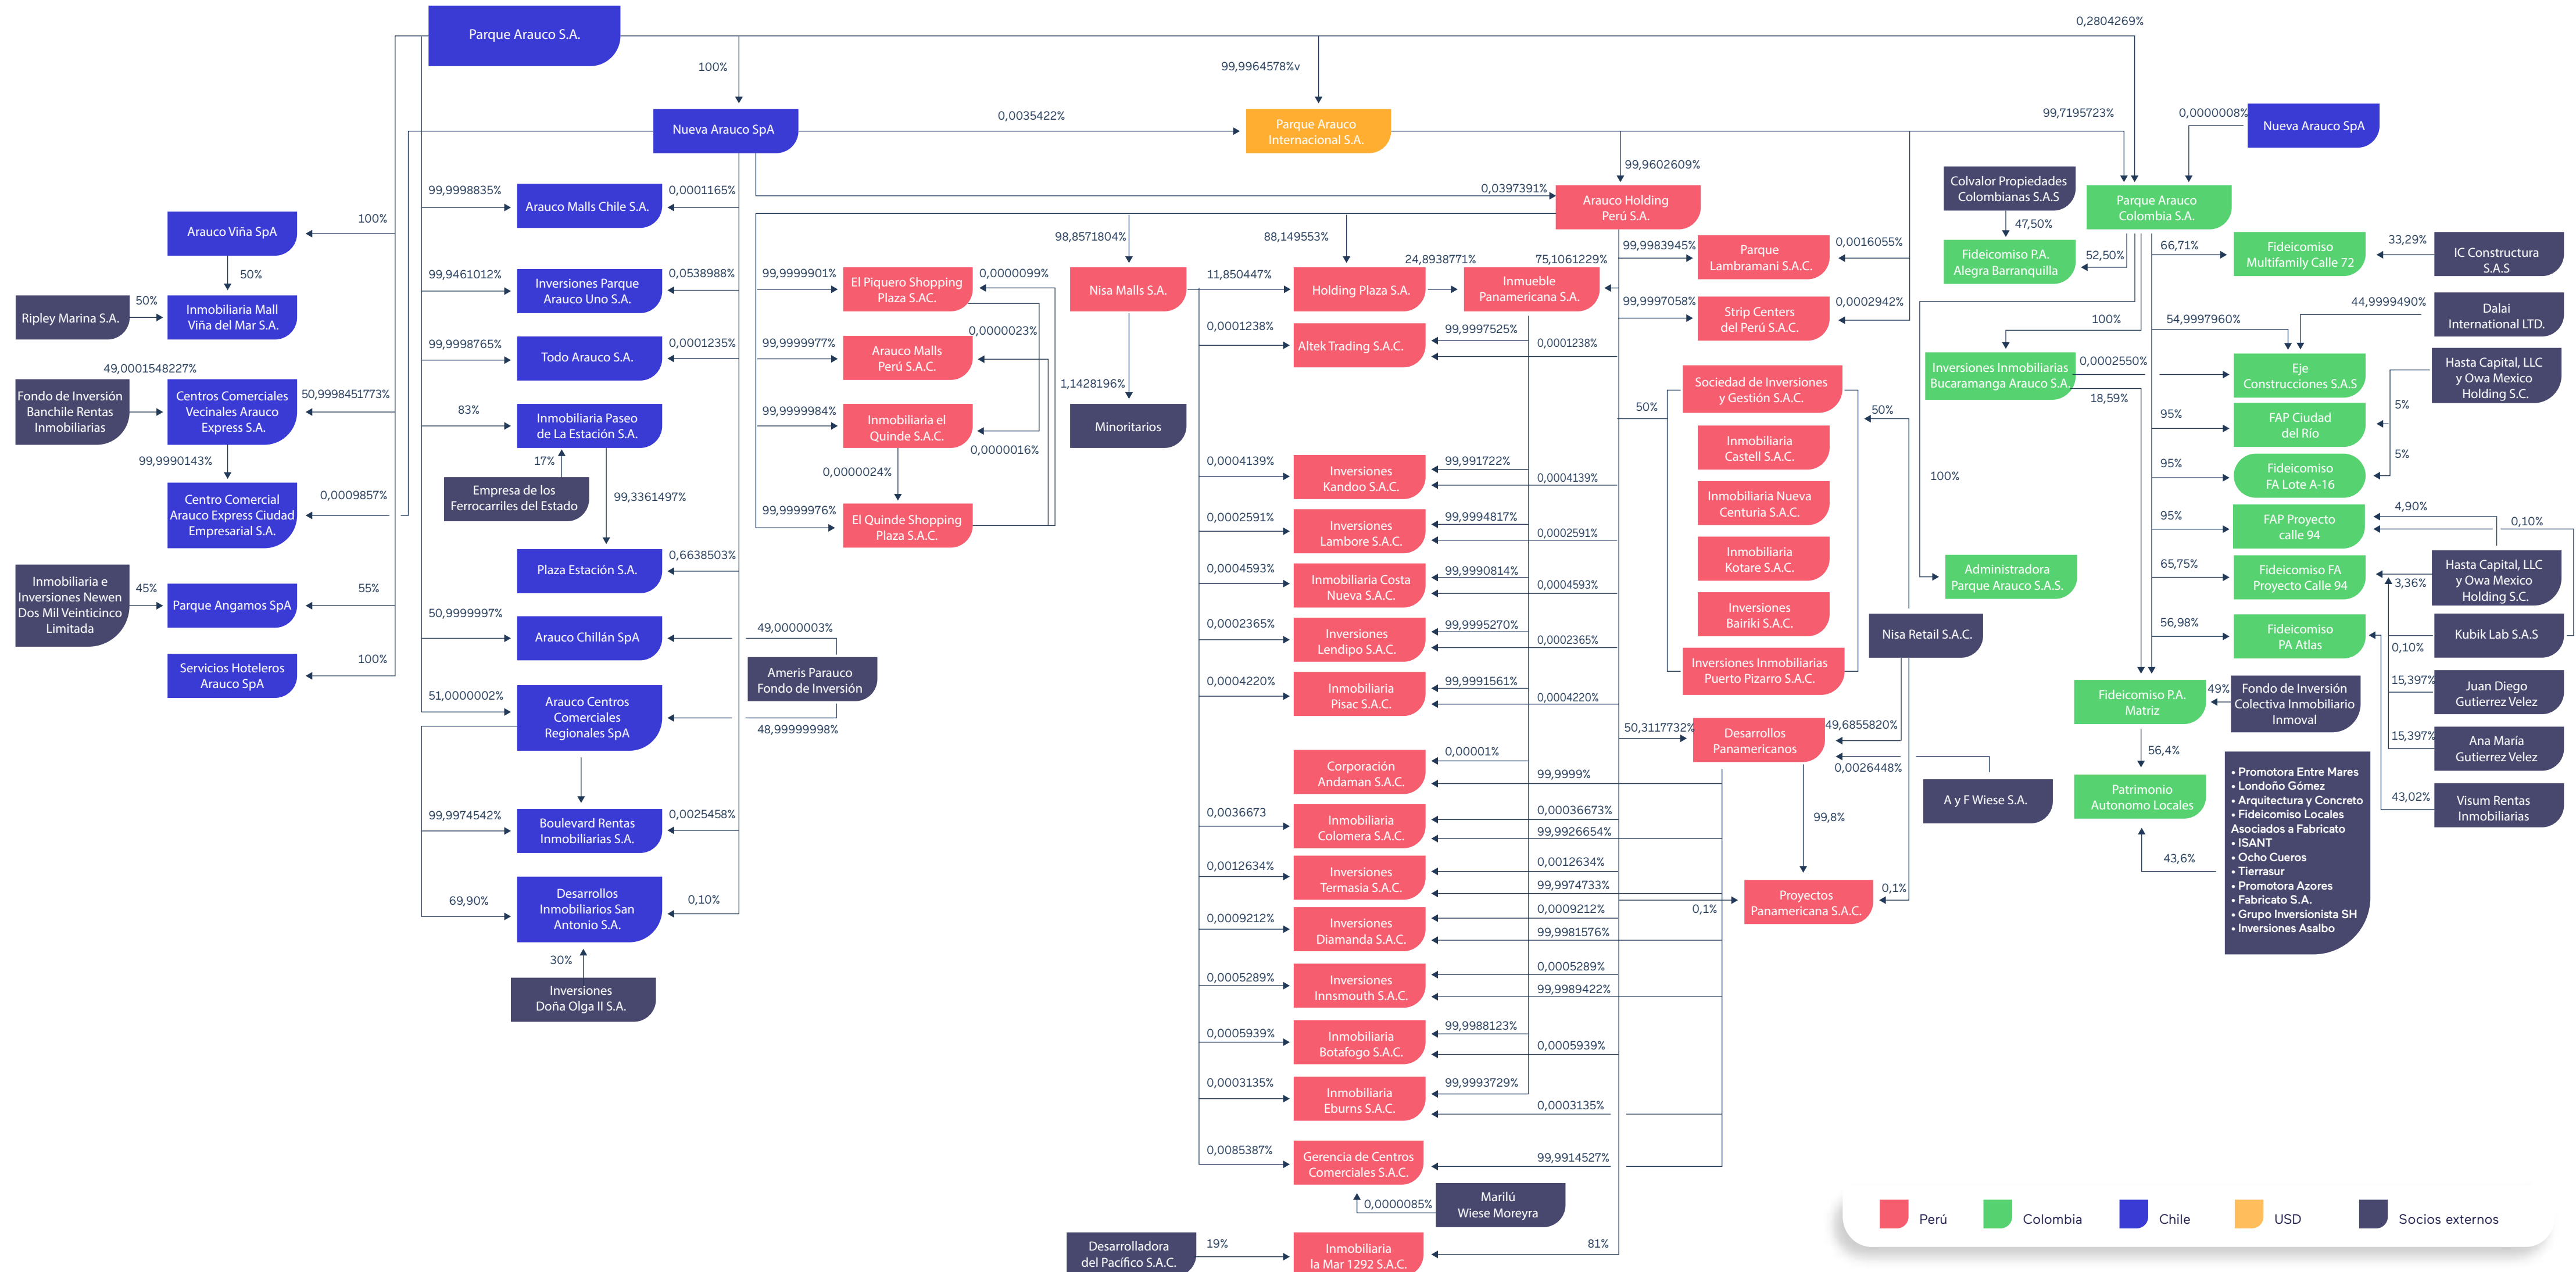 Parque Arauco S.A.
0,2804269%
100%
99,9964578%v
Nueva Arauco SpA
0,0035422%
Parque Arauco
Internacional S.A.
99,7195723%
0,0000008%
Nueva Arauco SpA
99,9602609%
0,0397391%
Arauco Holding
Perú S.A.
Colvalor Propiedades
Colombianas S.A.S
47,50%
Parque Arauco
Colombia S.A.
100%
Arauco Viña SpA
50%
50%
Ripley Marina S.A.
Inmobiliaria Mall
Viña del Mar S.A.
49,0001548227%
Fondo de Inversión
Banchile Rentas
Inmobiliarias
Centros Comerciales
Vecinales Arauco
Express S.A.
50,9998451773%
99,9990143%
Centro Comercial
Arauco Express Ciudad
Empresarial S.A.
0,0009857%
Inmobiliaria e
Inversiones Newen
Dos Mil Veinticinco
Limitada
45%
Parque Angamos SpA
55%
Servicios Hoteleros
Arauco SpA
100%
99,9998835%
Arauco Malls Chile S.A.
0,0001165%
99,9461012%
Inversiones Parque
Arauco Uno S.A.
0,0538988%
99,9998765%
Todo Arauco S.A.
0,0001235%
83%
Inmobiliaria Paseo
de La Estación S.A.
17%
Empresa de los
Ferrocarriles del Estado
99,3361497%
Plaza Estación S.A.
0,6638503%
50,9999997%
Arauco Chillán SpA
49,0000003%
Ameris Parauco
Fondo de Inversión
51,0000002%
Arauco Centros
Comerciales
Regionales SpA
48,99999998%
99,9974542%
Boulevard Rentas
Inmobiliarias S.A.
0,0025458%
69,90%
Desarrollos
Inmobiliarios San
Antonio S.A.
0,10%
30%
Inversiones
Doña Olga II S.A.
99,9999901%
El Piquero Shopping
Plaza S.AC.
0,0000099%
0,0000023%
99,9999977%
Arauco Malls
Perú S.A.C.
99,9999984%
Inmobiliaria el
Quinde S.A.C.
0,0000016%
0,0000024%
99,9999976%
El Quinde Shopping
Plaza S.A.C.
98,8571804%
Nisa Malls S.A.
1,1428196%
Minoritarios
88,149553%
11,850447%
Holding Plaza S.A.
24,8938771%
75,1061229%
Inmueble
Panamericana S.A.
0,0001238%
Altek Trading S.A.C.
99,9997525%
0,0001238%
0,0004139%
Inversiones
Kandoo S.A.C.
99,991722%
0,0004139%
0,0002591%
Inversiones
Lambore S.A.C.
99,9994817%
0,0002591%
0,0004593%
Inmobiliaria Costa
Nueva S.A.C.
99,9990814%
0,0004593%
0,0002365%
Inversiones
Lendipo S.A.C.
99,9995270%
0,0002365%
0,0004220%
Inmobiliaria
Pisac S.A.C.
99,9991561%
0,0004220%
Corporación
Andaman S.A.C.
0,00001%
99,9999%
0,0036673
Inmobiliaria
Colomera S.A.C.
0,00036673%
99,9926654%
0,0012634%
Inversiones
Termasia S.A.C.
0,0012634%
99,9974733%
0,0009212%
Inversiones
Diamanda S.A.C.
0,0009212%
99,9981576%
0,0005289%
Inversiones
Innsmouth S.A.C.
0,0005289%
99,9989422%
0,0005939%
Inmobiliaria
Botafogo S.A.C.
99,9988123%
0,0005939%
0,0003135%
Inmobiliaria
Eburns S.A.C.
99,9993729%
0,0003135%
0,0085387%
Gerencia de Centros
Comerciales S.A.C.
99,9914527%
0,0000085%
Marilú
Wiese Moreyra
Desarrolladora
del Pacífico S.A.C.
19%
Inmobiliaria
la Mar 1292 S.A.C.
81%
99,9983945%
Parque
Lambramani S.A.C.
0,0016055%
99,9997058%
Strip Centers
del Perú S.A.C.
0,0002942%
50%
Sociedad de Inversiones
y Gestión S.A.C.
50%
Inmobiliaria
Castell S.A.C.
Inmobiliaria Nueva
Centuria S.A.C.
Inmobiliaria
Kotare S.A.C.
Inversiones
Bairiki S.A.C.
Inversiones Inmobiliarias
Puerto Pizarro S.A.C.
Nisa Retail S.A.C.
50,3117732%
Desarrollos
Panamericanos
49,6855820%
0,0026448%
A y F Wiese S.A.
99,8%
0,1%
Proyectos
Panamericana S.A.C.
0,1%
Fideicomiso P.A.
Alegra Barranquilla
52,50%
66,71%
Fideicomiso
Multifamily Calle 72
33,29%
IC Constructura
S.A.S
100%
54,9997960%
44,9999490%
Dalai
International LTD.
Inversiones Inmobiliarias
Bucaramanga Arauco S.A.
0,0002550%
18,59%
Eje
Construcciones S.A.S
Hasta Capital, LLC
y Owa Mexico
Holding S.C.
95%
FAP Ciudad
del Río
5%
95%
Fideicomiso
FA Lote A-16
5%
100%
Administradora
Parque Arauco S.A.S.
95%
FAP Proyecto
calle 94
4,90%
0,10%
65,75%
Fideicomiso FA
Proyecto Calle 94
3,36%
Hasta Capital, LLC
y Owa Mexico
Holding S.C.
56,98%
Fideicomiso
PA Atlas
0,10%
Kubik Lab S.A.S
15,397%
Juan Diego
Gutierrez Velez
15,397%
Ana María
Gutierrez Velez
43,02%
Visum Rentas
Inmobiliarias
Fideicomiso P.A.
Matriz
49%
Fondo de Inversión
Colectiva Inmobiliario
Inmoval
56,4%
Patrimonio
Autonomo Locales
43,6%
• Promotora Entre Mares
• Londoño Gómez
• Arquitectura y Concreto
• Fideicomiso Locales
Asociados a Fabricato
• ISANT
• Ocho Cueros
• Tierrasur
• Promotora Azores
• Fabricato S.A.
• Grupo Inversionista SH
• Inversiones Asalbo
Perú
Colombia
Chile
USD
Socios externos